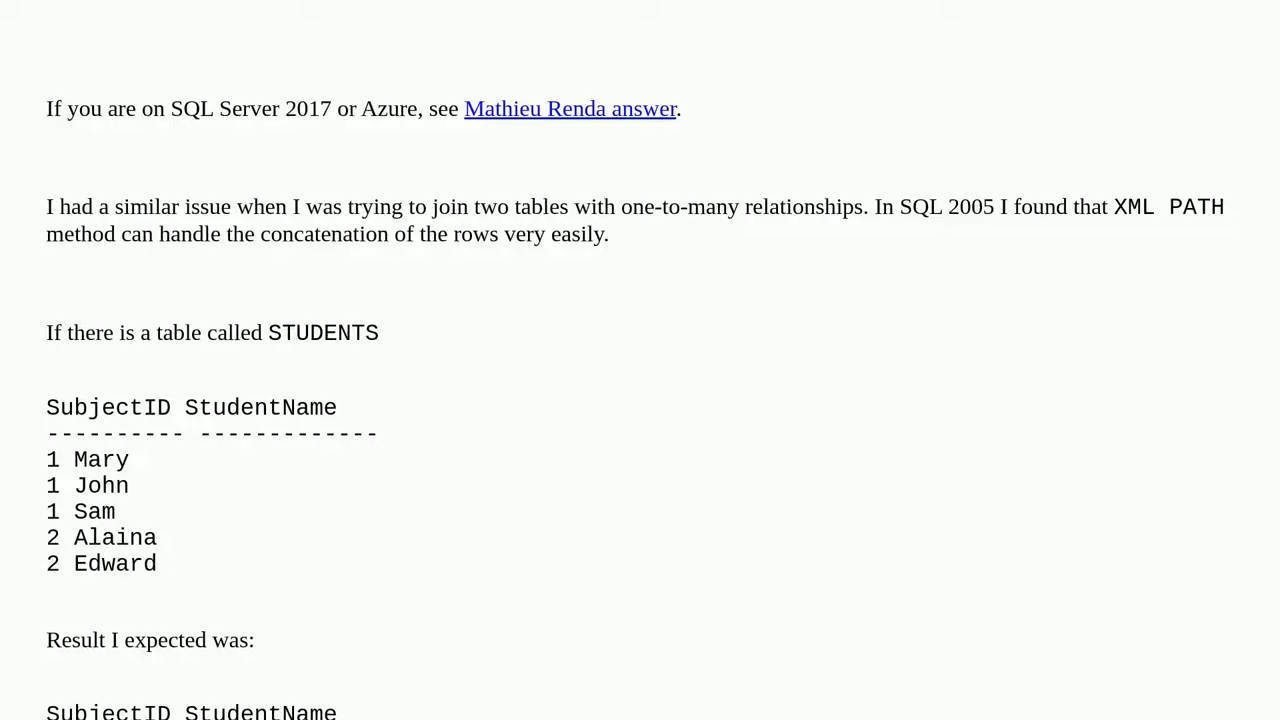 If you are on SQL Server 2017 or Azure, see Mathieu Renda answer.
I had a similar issue when I was trying to join two tables with one-to-many relationships. In SQL 2005 I found that XML PATH
method can handle the concatenation of the rows very easily.
If there is a table called STUDENTS
SubjectID StudentName
---------- -------------
1 Mary
1 John
1 Sam
2 Alaina
2 Edward
Result I expected was:
SubjectID StudentName